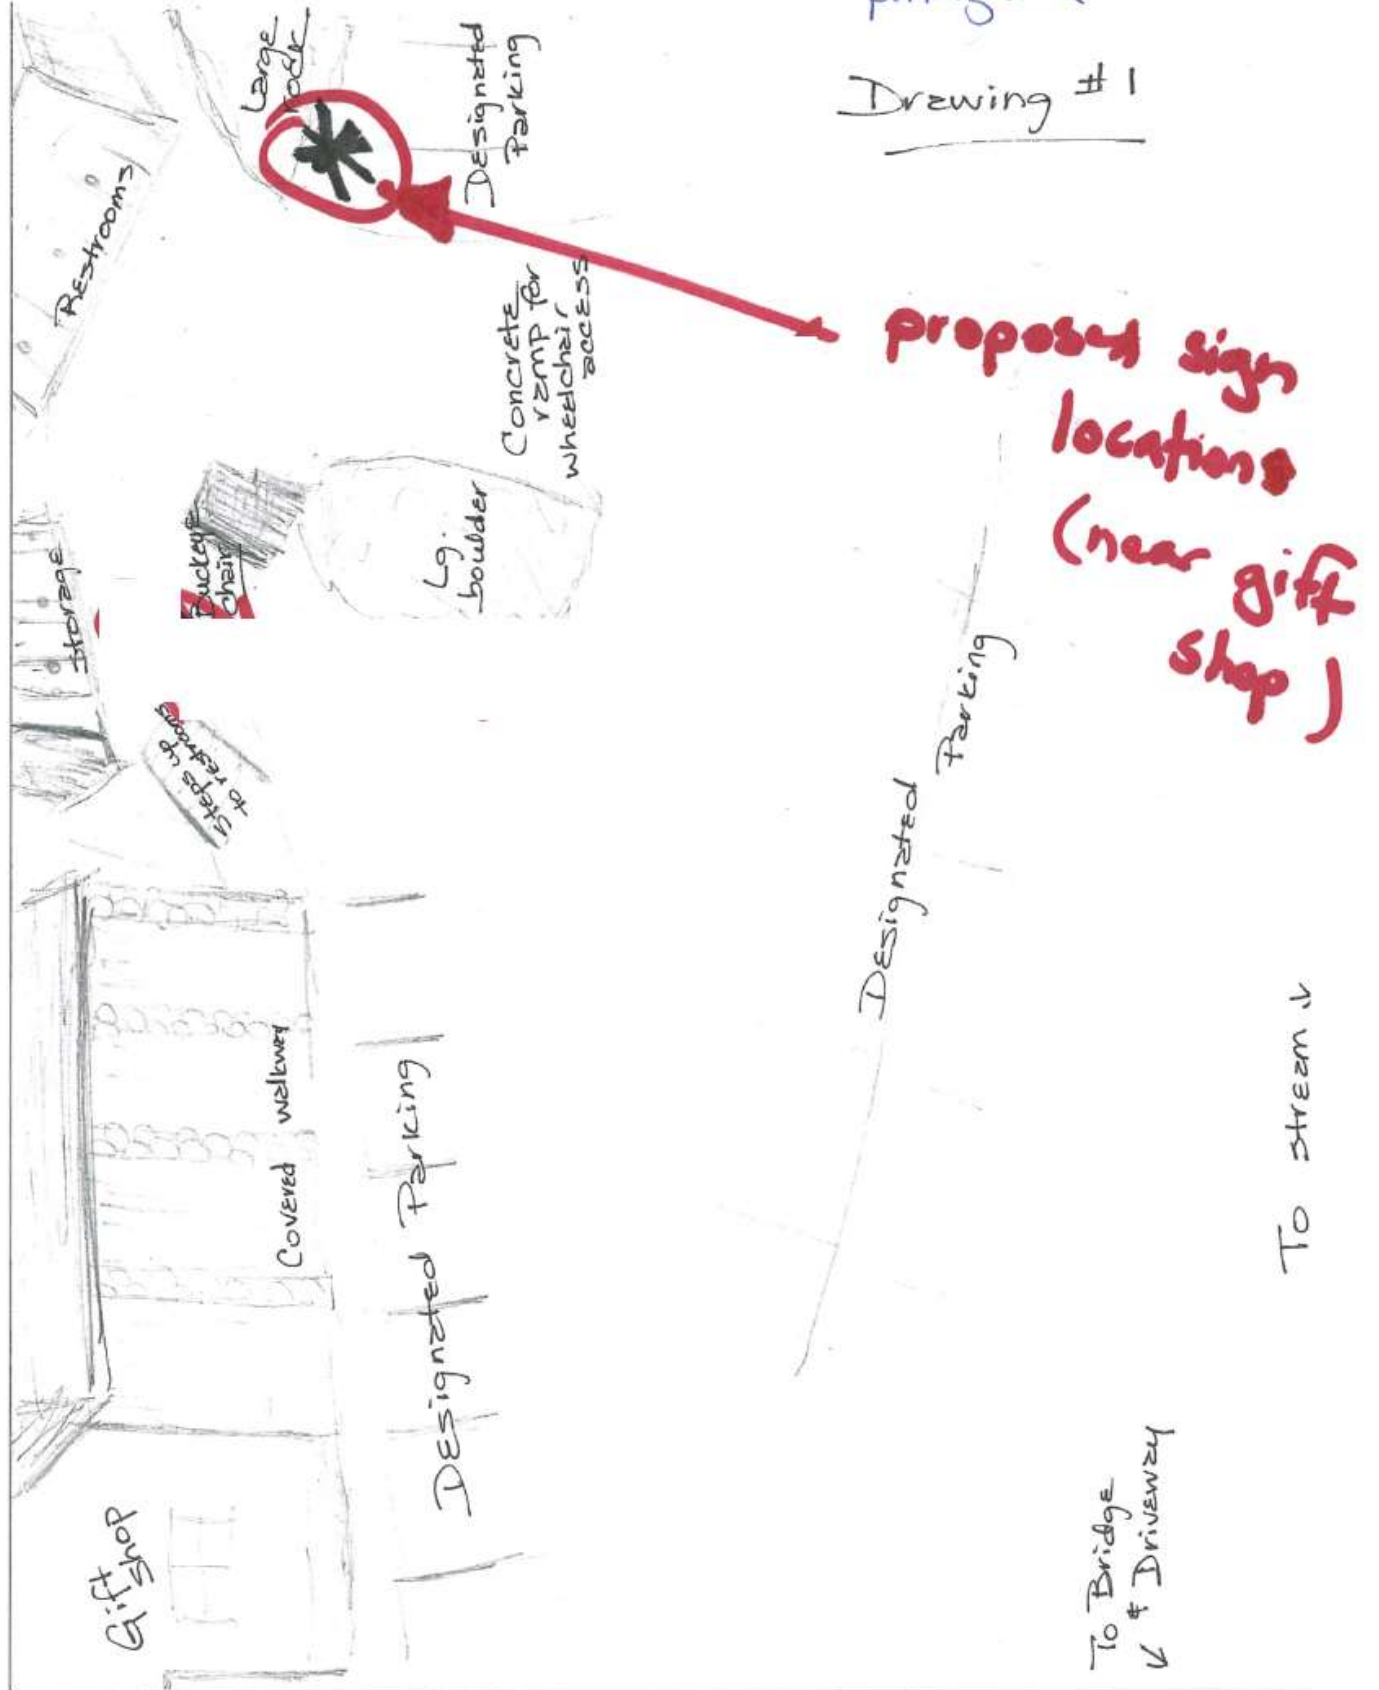 Drawing #1
Large
rock
Designated
Parking
Restrooms
proposed sign
location
(near gift
shop)
Concrete
ramp for
wheelchair
access
Buckeye
Chair
Lg.
boulder
Storage
Steps up
to restrooms
Designated Parking
Covered walkway
Designated Parking
To stream ↓
Gift
Shop
To Bridge
↙ & Driveway